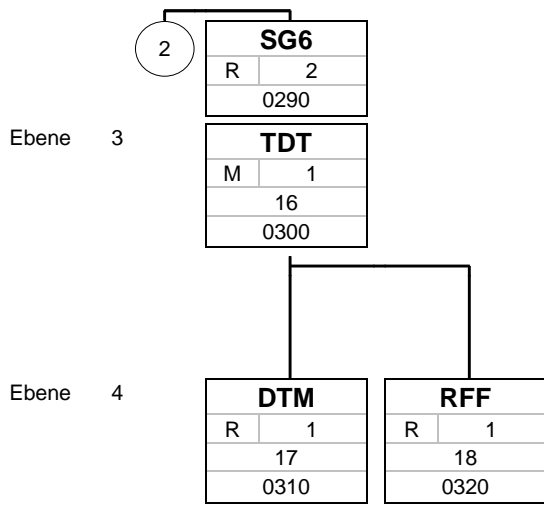 2
SG6
R 2
0290
Ebene 3
TDT
M 1
16
0300
Ebene 4
DTM RFF
R 1 R 1
17 18
0310 0320